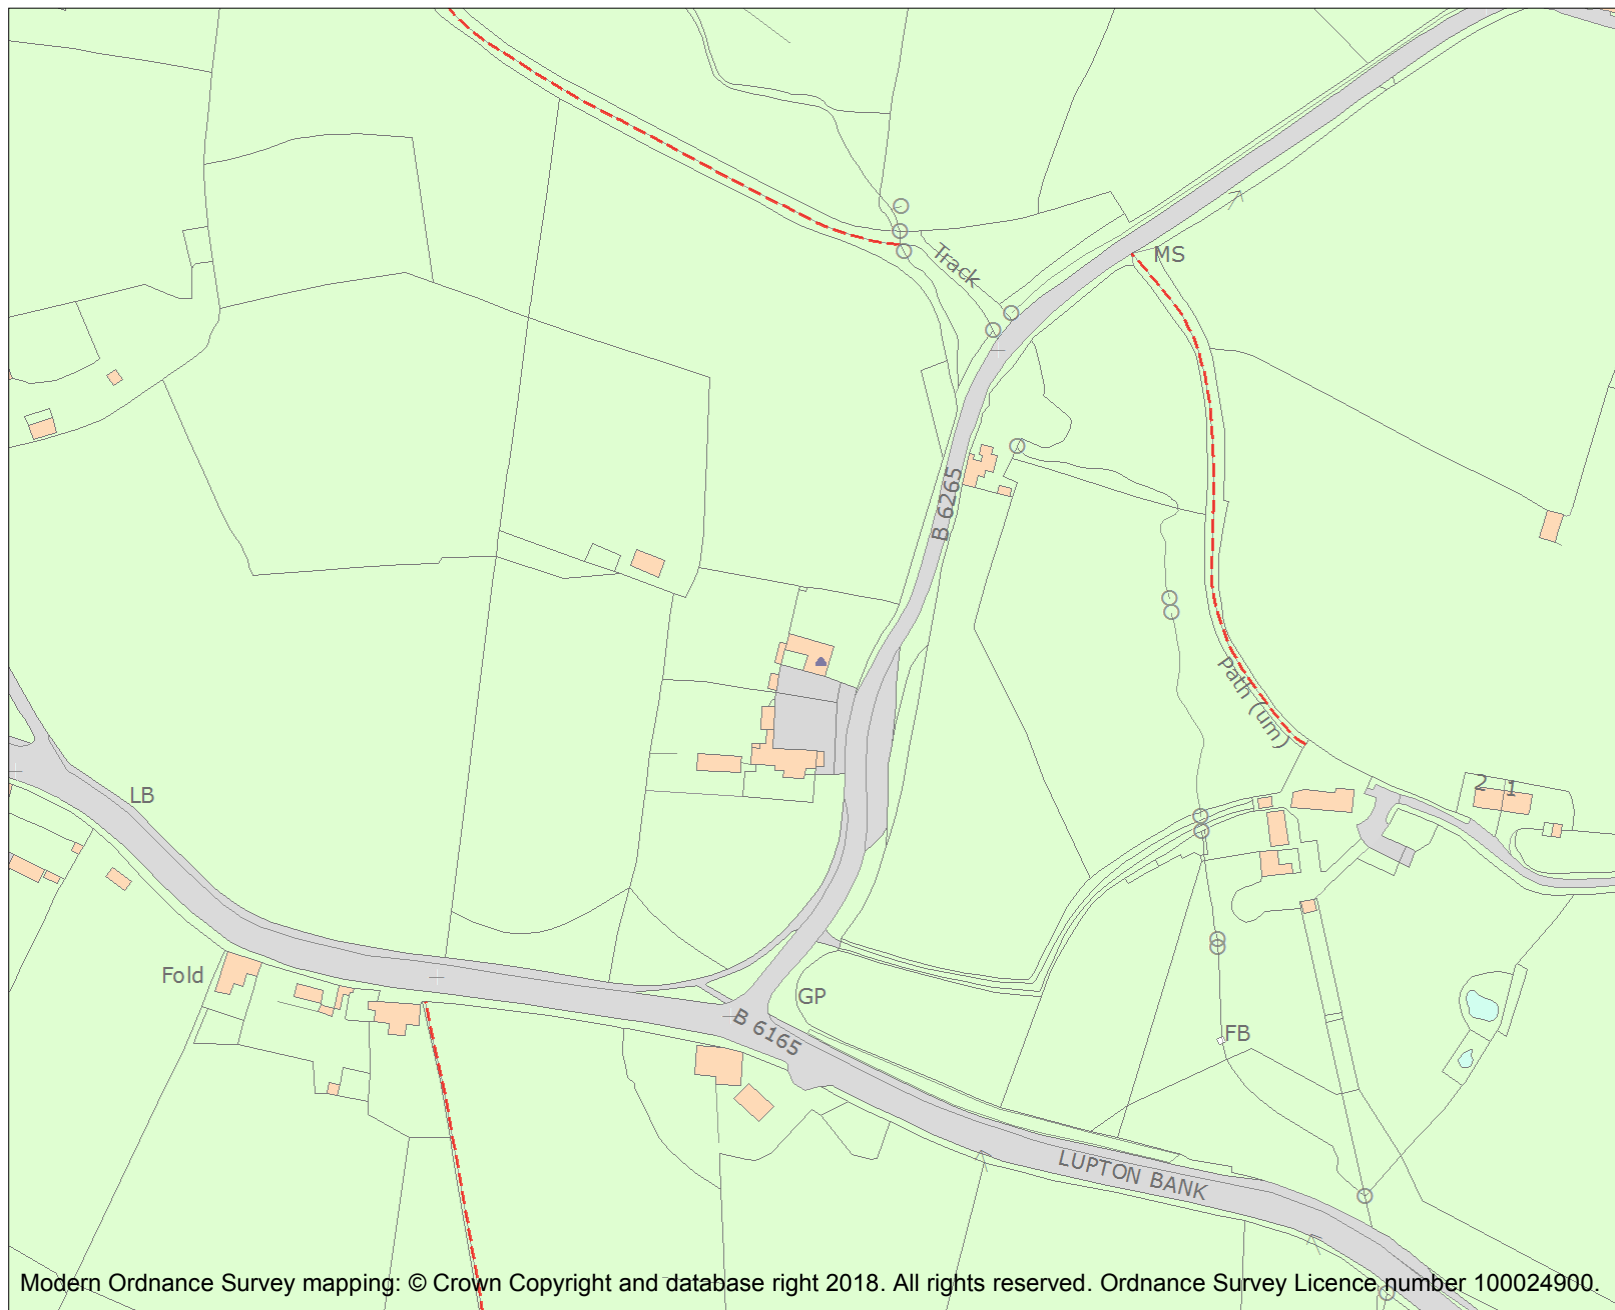 Track
MS
B 6265
Path (um)
LB
2 1
Fold
GP
B 6165
FB
LUPTON BANK
Modern Ordnance Survey mapping: © Crown Copyright and database right 2018. All rights reserved. Ordnance Survey Licence number 100024900.